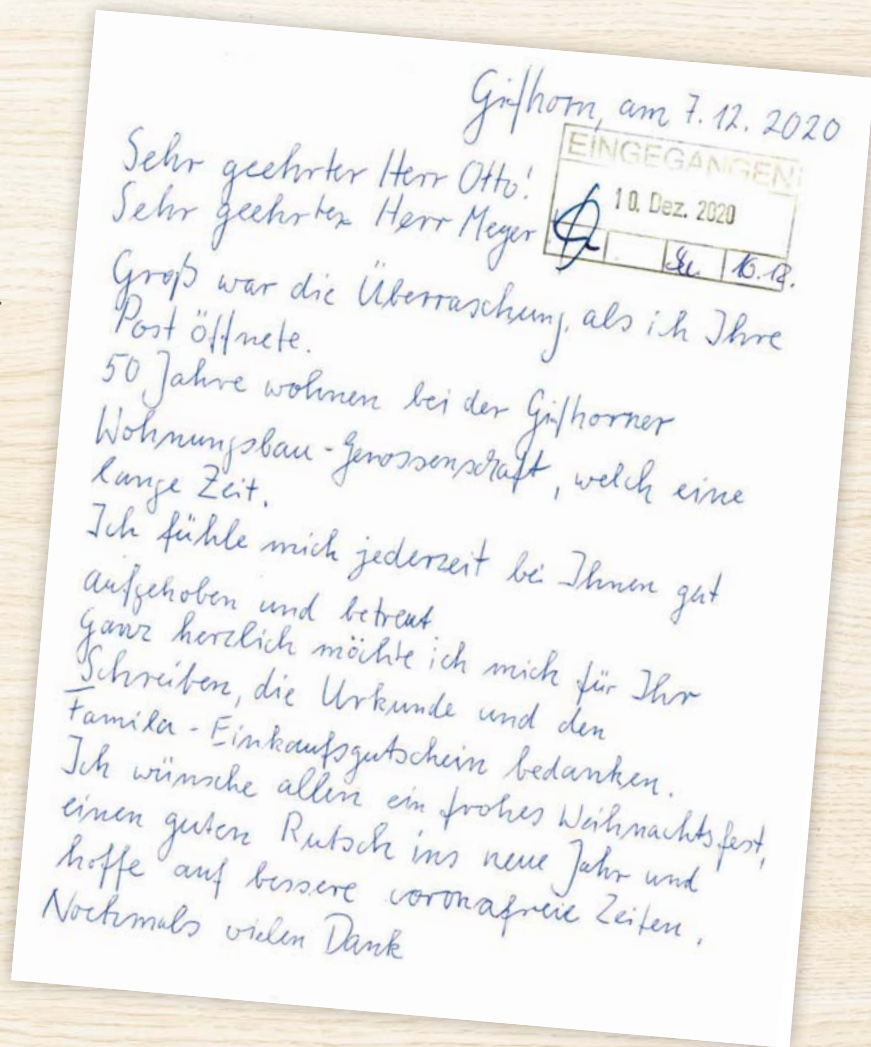 Gifhorn, am 7.12.2020
EINGEGANGEN
10. Dez. 2020
10.12.
Sehr geehrter Herr Otto!
Sehr geehrter Herr Meyer
Groß war die Überraschung, als ich Ihre
Post öffnete.
50 Jahre wohnen bei der Gifhorner
Wohnungsbau-Genossenschaft, welch eine
lange Zeit.
Ich fühle mich jederzeit bei Ihnen gut
aufgehoben und betreut
Ganz herzlich möchte ich mich für Ihr
Schreiben, die Urkunde und den
Famila-Einkaufsgutschein bedanken.
Ich wünsche allen ein frohes Weihnachtsfest,
einen guten Rutsch ins neue Jahr und
hoffe auf bessere coronafreie Zeiten.
Nochmals vielen Dank